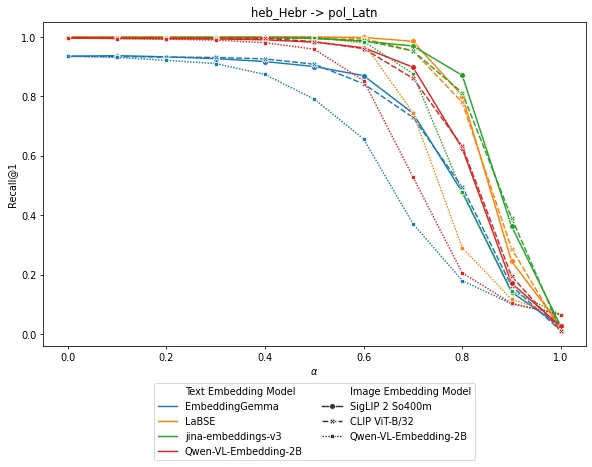 heb_Hebr -> pol_Latn
Recall@1
1.0
0.8
0.6
0.4
0.2
0.0
0.0 0.2 0.4 0.6 0.8 1.0
α
Text Embedding Model
EmbeddingGemma
LaBSE
jina-embeddings-v3
Qwen-VL-Embedding-2B
Image Embedding Model
SigLIP 2 So400m
CLIP ViT-B/32
Qwen-VL-Embedding-2B